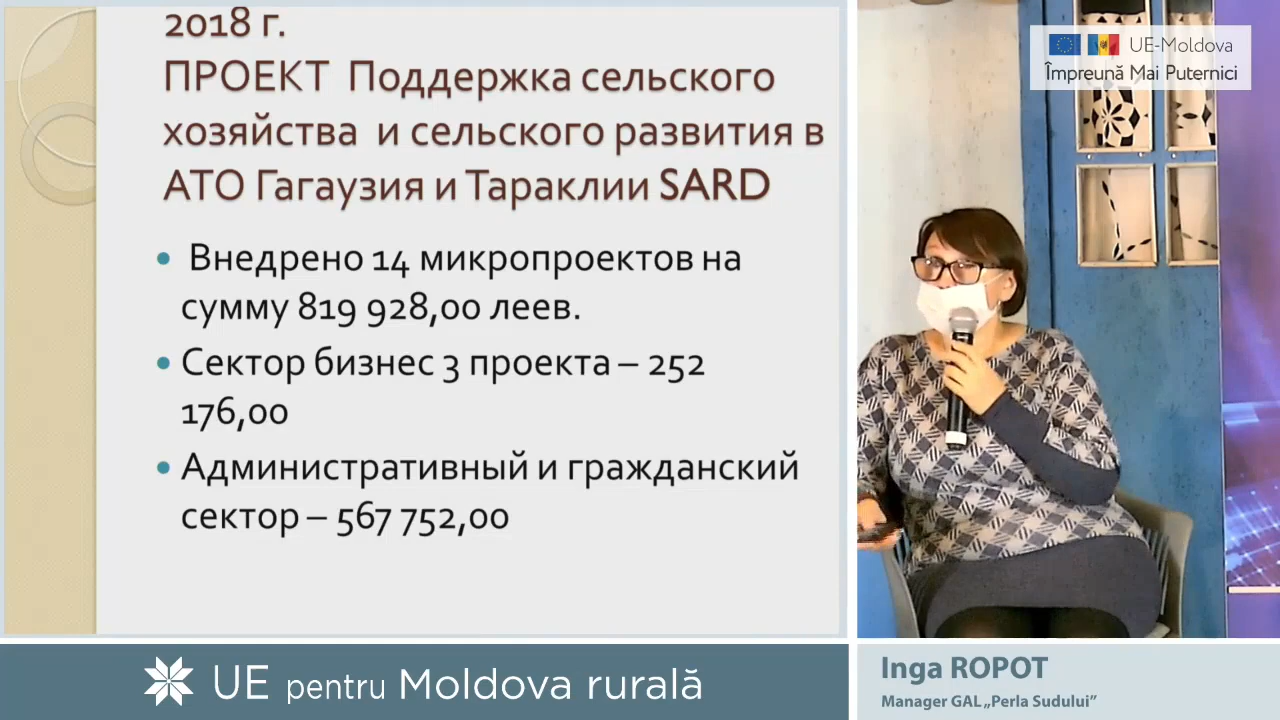 2018 г.
ПРОЕКТ Поддержка сельского
хозяйства и сельского развития в
АТО Гагаузия и Тараклии SARD
• Внедрено 14 микропроектов на
сумму 819 928,00 леев.
• Сектор бизнес 3 проекта – 252
176,00
• Административный и гражданский
сектор – 567 752,00
UE-Moldova
Împreună Mai Puternici
UE pentru Moldova rurală
Inga ROPOT
Manager GAL „Perla Sudului”